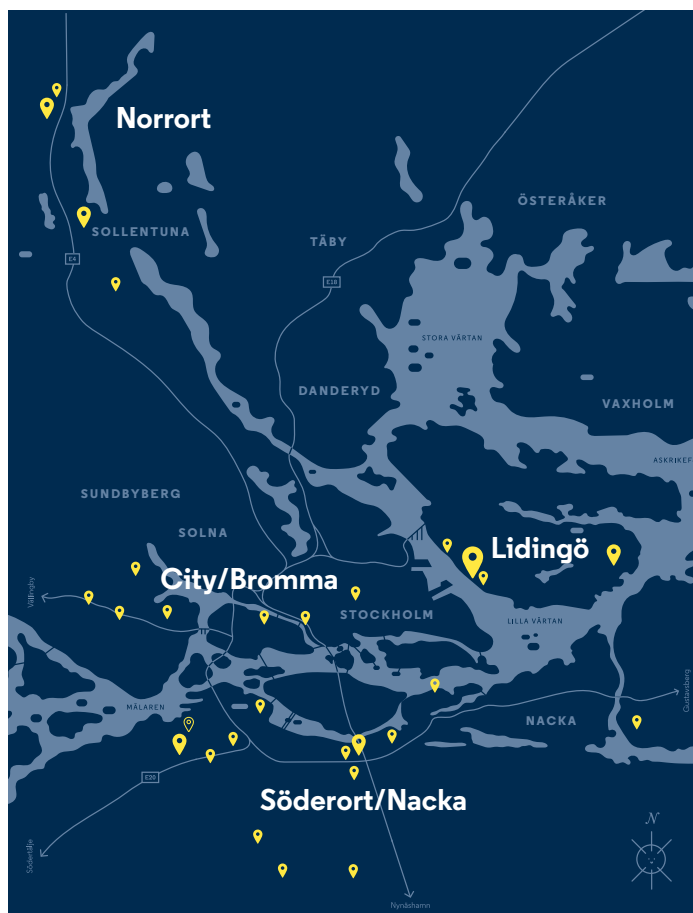 Norrort
ÖSTERÅKER
SOLLENTUNA
TÄBY
E4
E18
STORA VÄRTAN
DANDERYD
VAXHOLM
ASKRIKEF
SUNDBYBERG
SOLNA
Lidingö
City/Bromma
Vällingby
STOCKHOLM
LILLA VÄRTAN
Gustavsberg
MÄLAREN
NACKA
E20
Söderort/Nacka
N
Södertälje
Nynäshamn